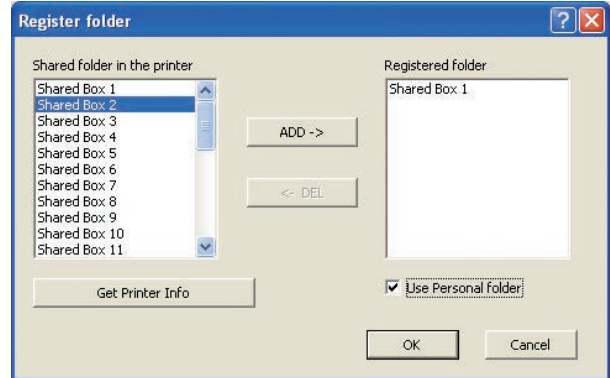 Register folder
Shared folder in the printer
Shared Box 1
Shared Box 2
Shared Box 3
Shared Box 4
Shared Box 5
Shared Box 6
Shared Box 7
Shared Box 8
Shared Box 9
Shared Box 10
Shared Box 11
ADD ->
<- DEL
Registered folder
Shared Box 1
Get Printer Info
Use Personal folder
OK
Cancel